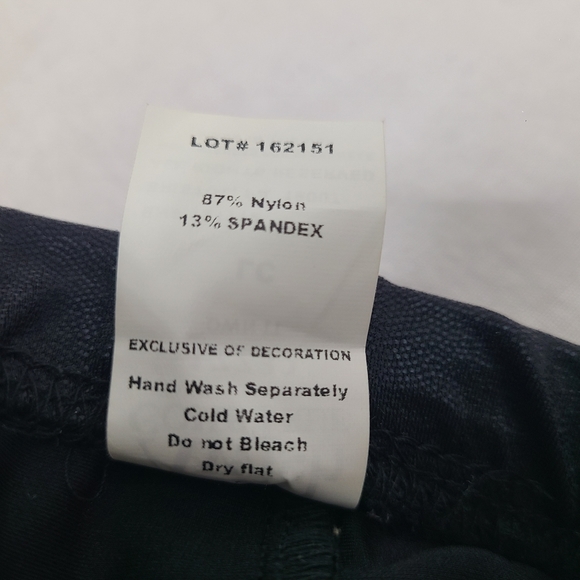 LOT# 162151
87% Nylon
13% SPANDEX
EXCLUSIVE OF DECORATION
Hand Wash Separately
Cold Water
Do not Bleach
Dry flat